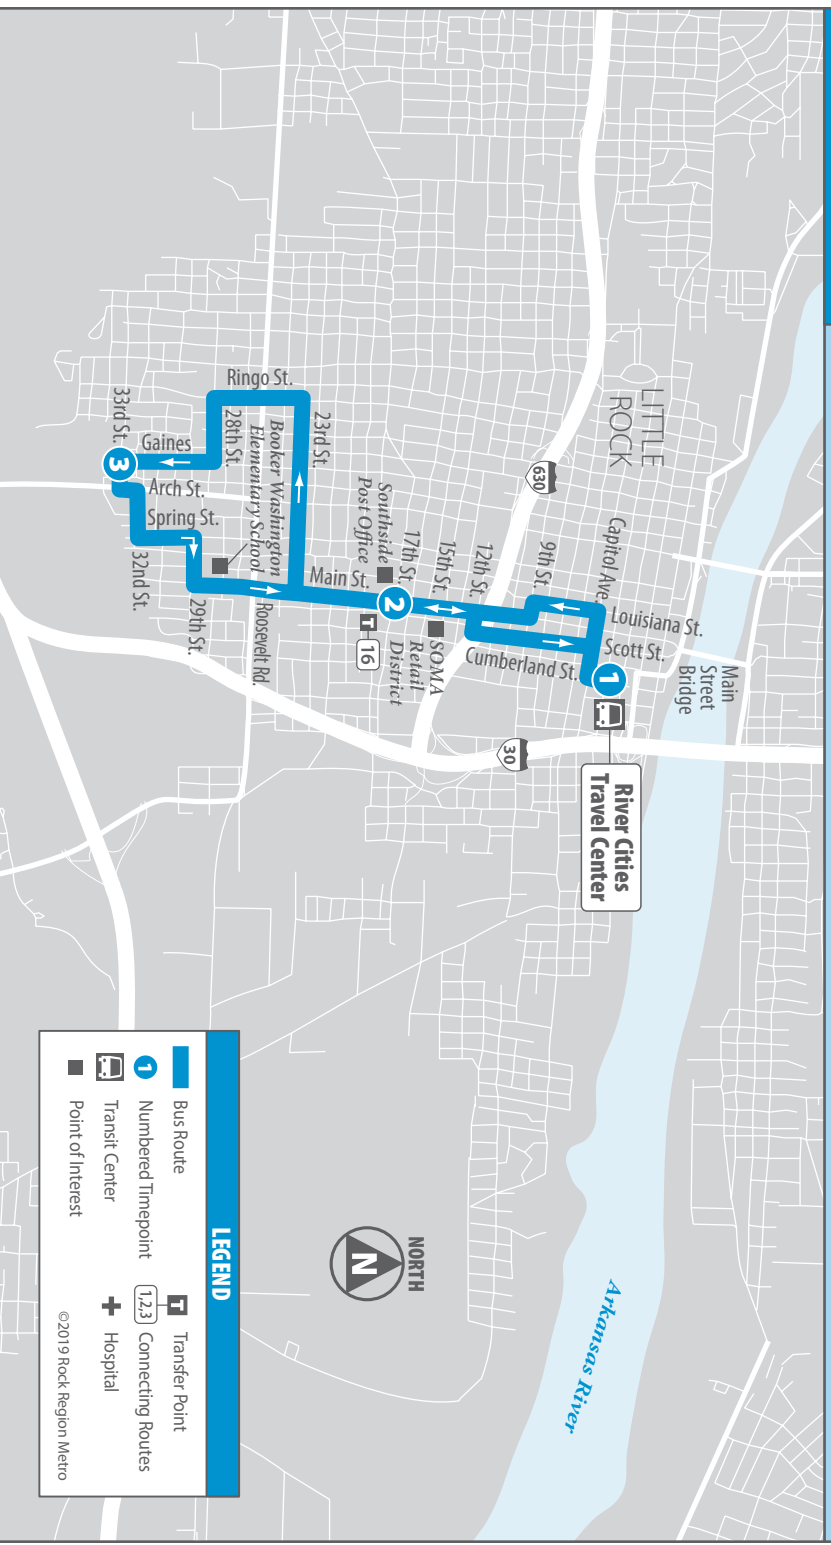 Main
Street
Bridge
LITTLE
ROCK
630
Capitol Ave.
Louisiana St.
Scott St.
1
River Cities
Travel Center
9th St.
Cumberland St.
30
12th St.
15th St.
17th St.
SOMA
Retail
District
Southside
Post Office
2
T
16
Main St.
23rd St.
Ringo St.
Booker Washington
Elementary School
Roosevelt Rd.
28th St.
Gaines
Arch St.
Spring St.
29th St.
32nd St.
33rd St.
3
Arkansas River
NORTH
N
LEGEND
Bus Route
1 Numbered Timepoint
Transit Center
Point of Interest
T Transfer Point
1,2,3 Connecting Routes
Hospital
©2019 Rock Region Metro